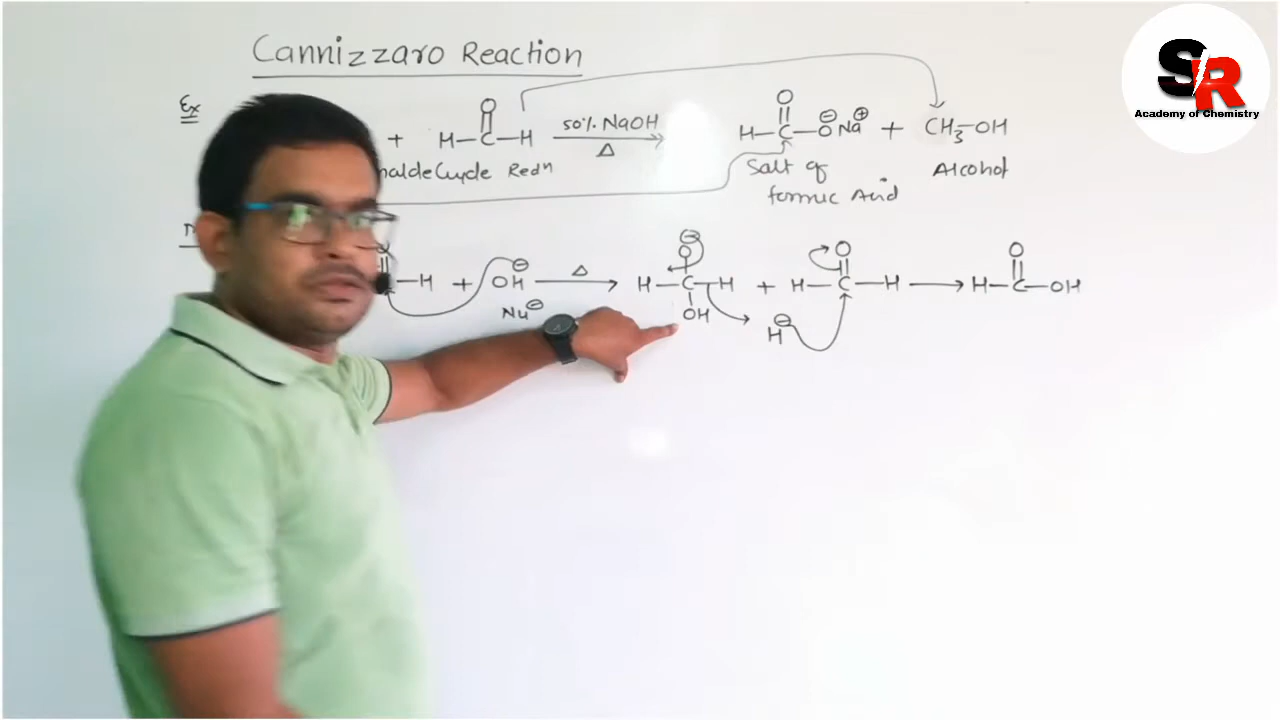 Cannizzaro Reaction
SR
Academy of Chemistry
Ex
+ H-C-H 50% NaOH H-C-O Na + CH3-OH
O
O
⊖ ⊕
Δ
Redn
Salt of
formic Acid
Alcohol
-H + OH Δ H-C-H + H-C-H → H-C-OH
⊖
O
O
O
OH
Nu⊖
H⊖